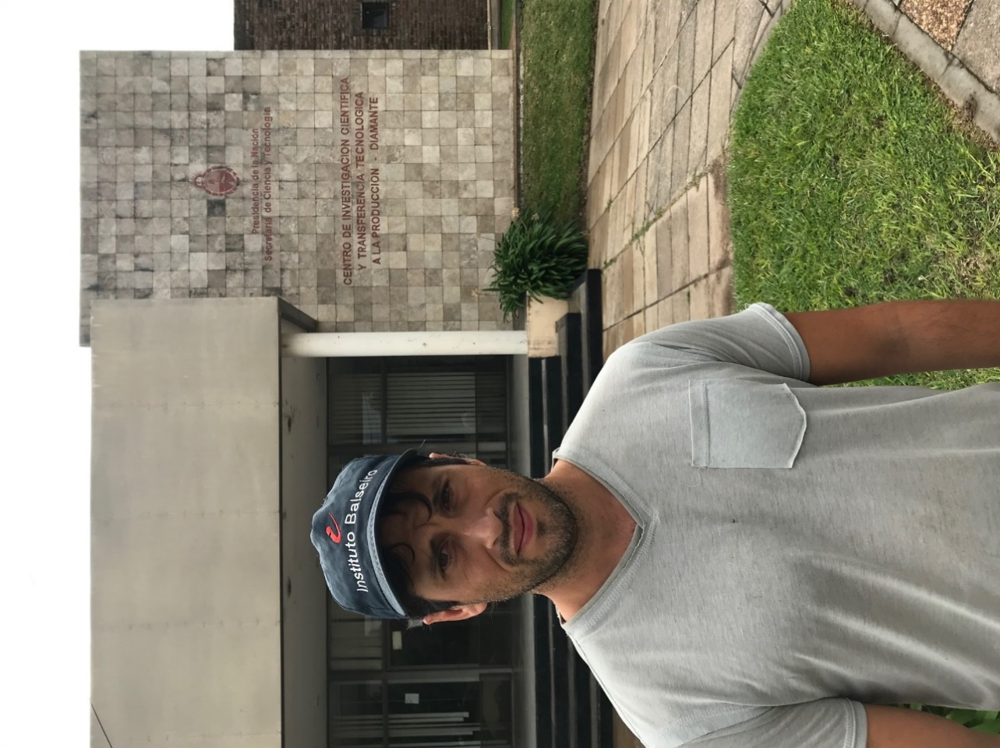 Presidencia de la Nación
Secretaría de Ciencia y Tecnología
CENTRO DE INVESTIGACION CIENTIFICA
Y TRANSFERENCIA TECNOLOGICA
A LA PRODUCCION - DIAMANTE
Instituto Balseiro